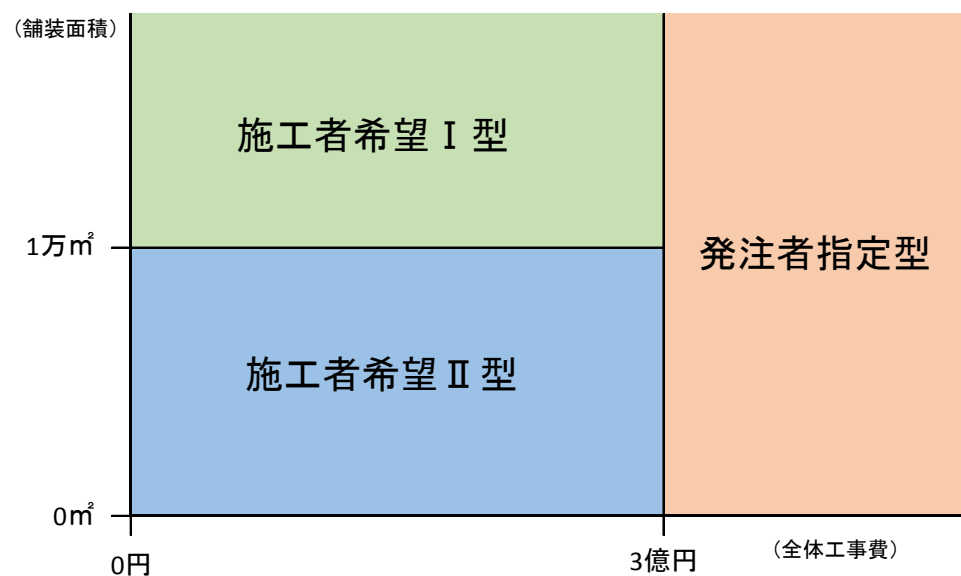 （舗装面積）
施工者希望Ⅰ型
1万㎡
発注者指定型
施工者希望Ⅱ型
0㎡
0円
3億円
（全体工事費）